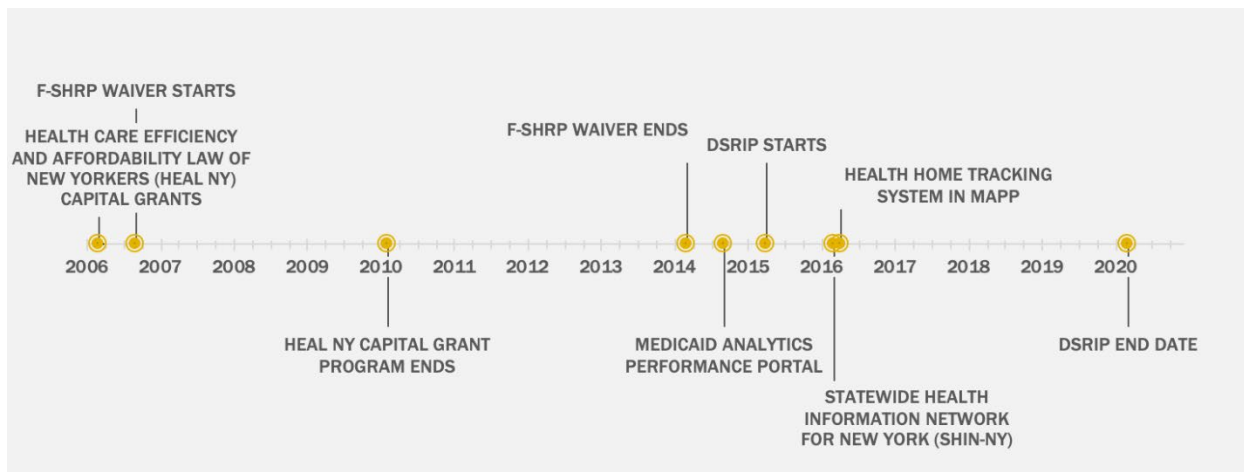 F-SHRP WAIVER STARTS
HEALTH CARE EFFICIENCY
AND AFFORDABILITY LAW OF
NEW YORKERS (HEAL NY)
CAPITAL GRANTS
F-SHRP WAIVER ENDS
DSRIP STARTS
HEALTH HOME TRACKING
SYSTEM IN MAPP
2006 2007 2008 2009 2010 2011 2012 2013 2014 2015 2016 2017 2018 2019 2020
HEAL NY CAPITAL GRANT
PROGRAM ENDS
MEDICAID ANALYTICS
PERFORMANCE PORTAL
STATEWIDE HEALTH
INFORMATION NETWORK
FOR NEW YORK (SHIN-NY)
DSRIP END DATE